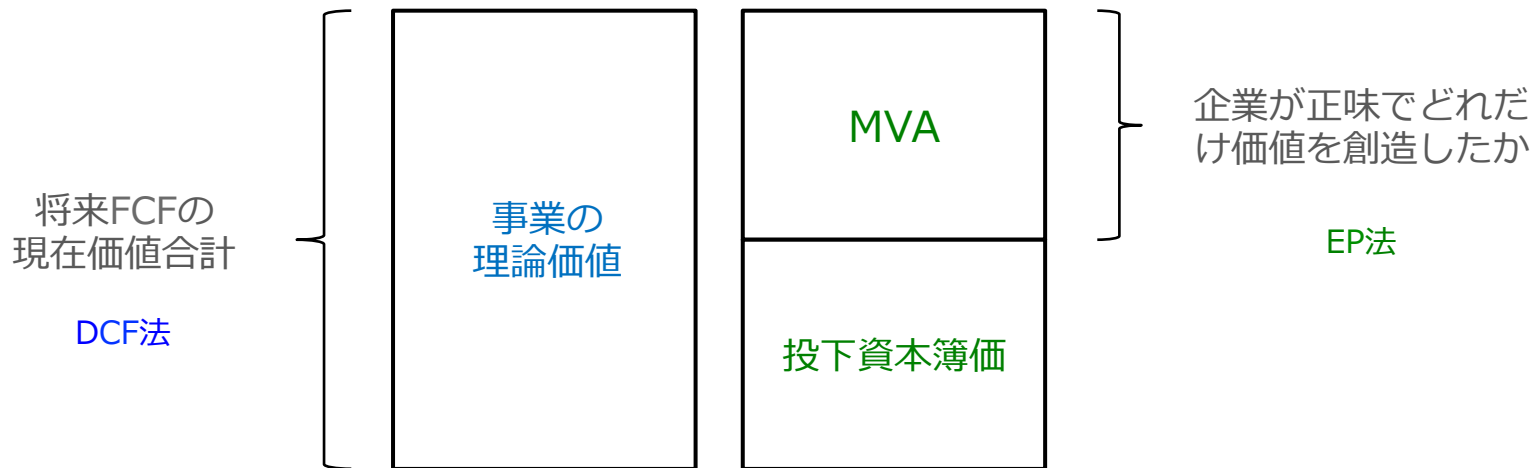 将来FCFの
現在価値合計
DCF法
事業の
理論価値
MVA
投下資本簿価
企業が正味でどれだ
け価値を創造したか
EP法